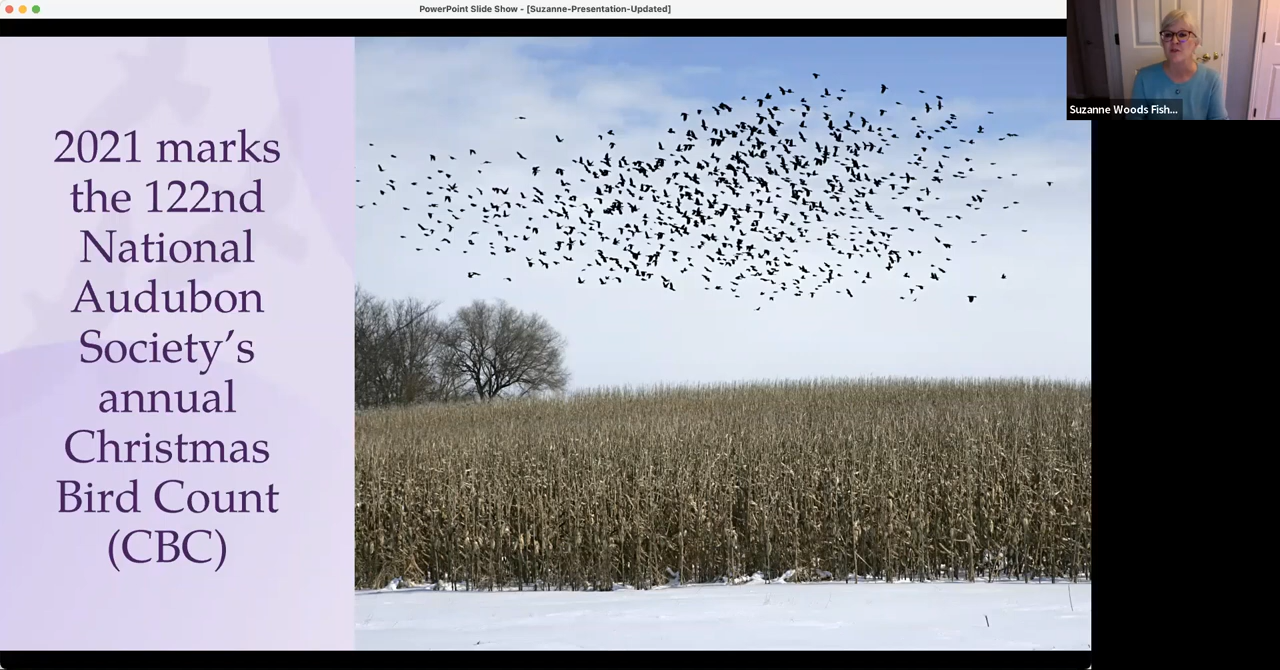 PowerPoint Slide Show - [Suzanne-Presentation-Updated]
Suzanne Woods Fish...
2021 marks
the 122nd
National
Audubon
Society’s
annual
Christmas
Bird Count
(CBC)